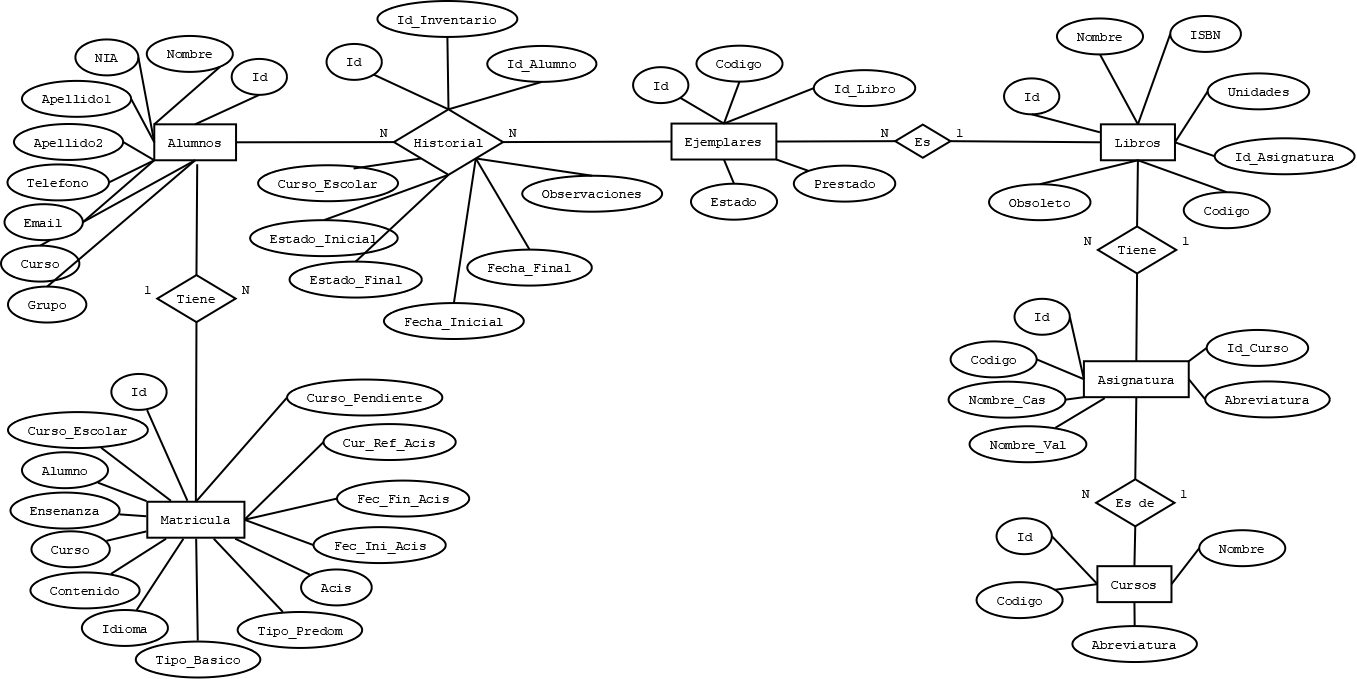 Id_Inventario
Nombre
ISBN
Nombre
NIA
Id
Id_Alumno
Codigo
Id
Id
Id_Libro
Unidades
Id
Apellido1
Apellido2
Alumnos
N
Historial
N
Ejemplares
N
Es
1
Libros
Id_Asignatura
Telefono
Curso_Escolar
Observaciones
Estado
Prestado
Obsoleto
Codigo
Email
Estado_Inicial
Curso
Estado_Final
Fecha_Final
N
Tiene
1
Grupo
1
Tiene
N
Fecha_Inicial
Id
Id_Curso
Codigo
Asignatura
Nombre_Cas
Abreviatura
Nombre_Val
Id
Curso_Pendiente
Curso_Escolar
Cur_Ref_Acis
Alumno
Fec_Fin_Acis
Ensenanza
Matricula
Curso
Fec_Ini_Acis
Contenido
Acis
Idioma
Tipo_Predom
Tipo_Basico
N
Es de
1
Id
Nombre
Codigo
Cursos
Abreviatura